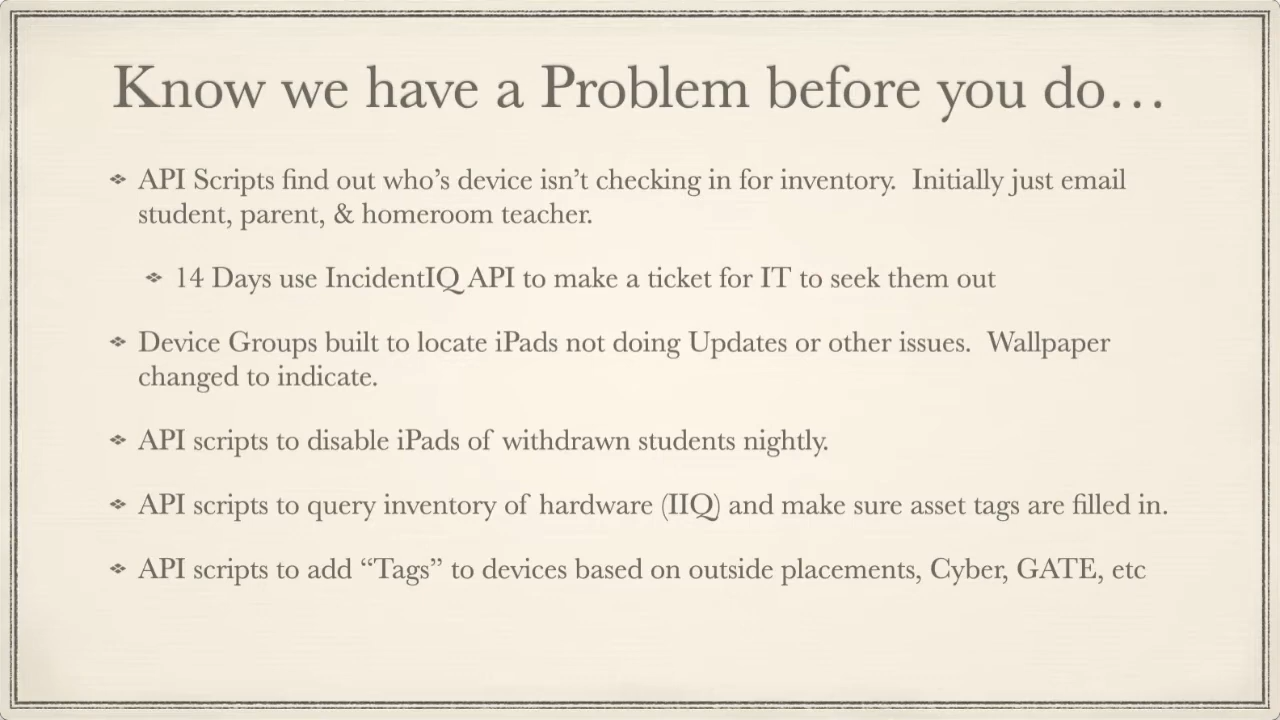 Know we have a Problem before you do…
❖ API Scripts find out who’s device isn’t checking in for inventory.  Initially just email
student, parent, & homeroom teacher.
❖ 14 Days use IncidentIQ API to make a ticket for IT to seek them out
❖ Device Groups built to locate iPads not doing Updates or other issues.  Wallpaper
changed to indicate.
❖ API scripts to disable iPads of withdrawn students nightly.
❖ API scripts to query inventory of hardware (IIQ) and make sure asset tags are filled in.
❖ API scripts to add “Tags” to devices based on outside placements, Cyber, GATE, etc